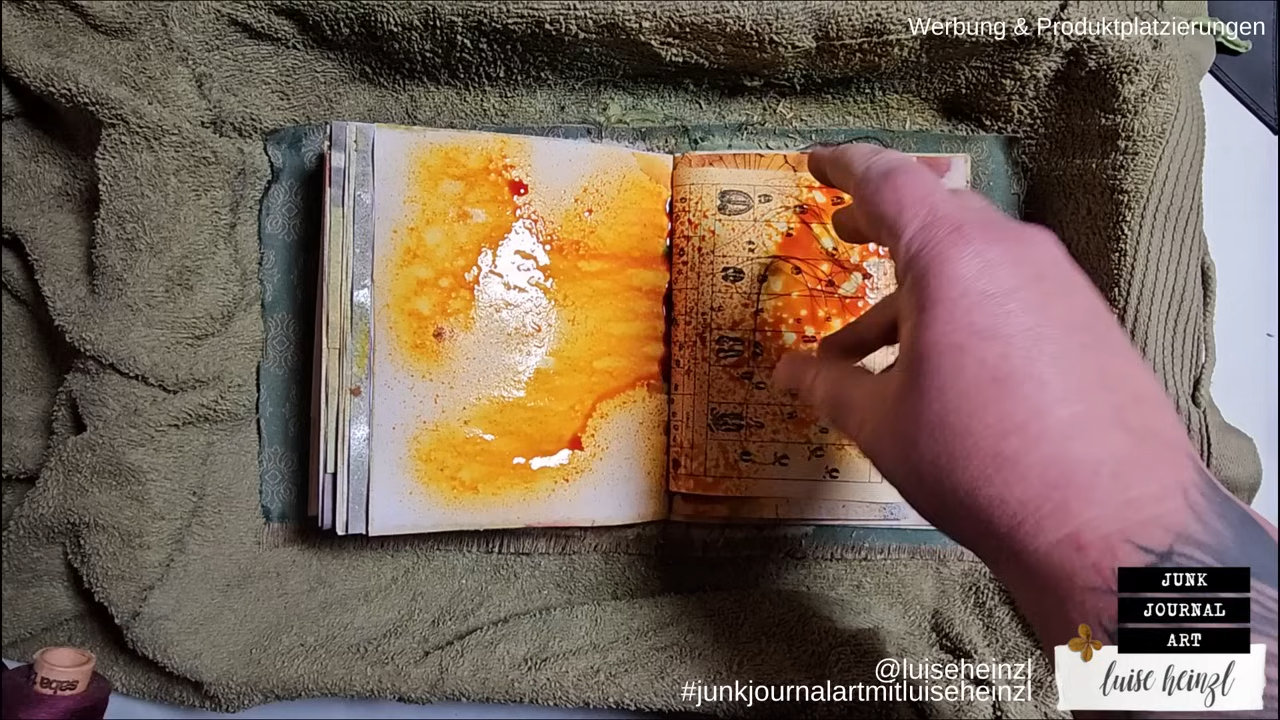 Werbung & Produktplatzierungen
JUNK
JOURNAL
ART
@luiseheinzl
#junkjournalartmitluiseheinzl
luise heinzl